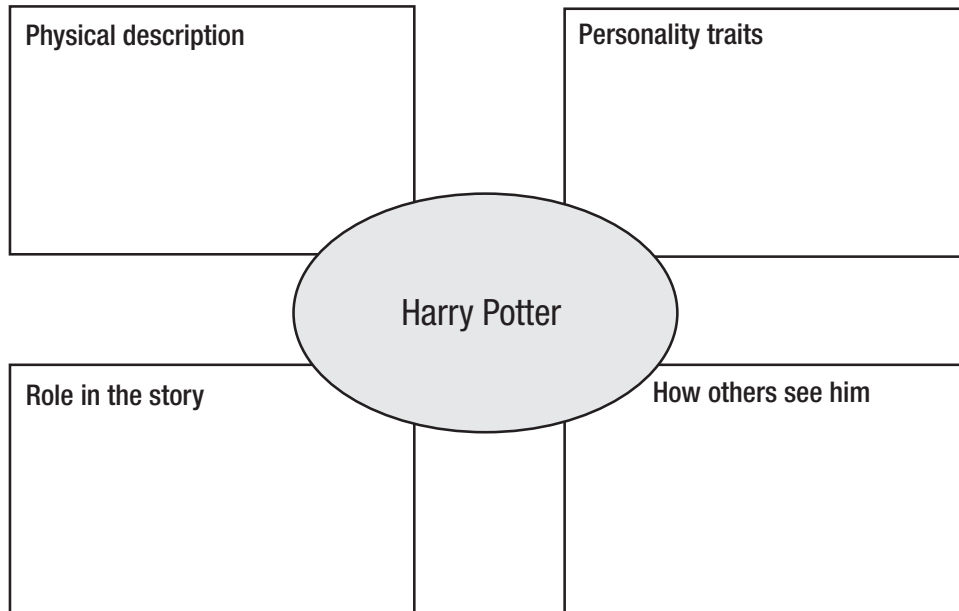 Physical description
Personality traits
Harry Potter
Role in the story
How others see him